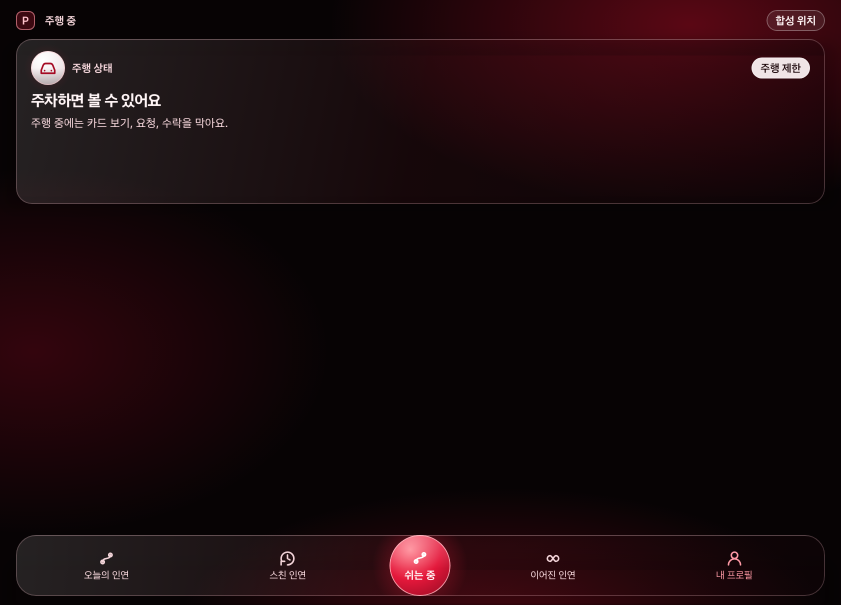 P 주행 중
합성 위치
주행 상태
주행 제한
주차하면 볼 수 있어요
주행 중에는 카드 보기, 요청, 수락을 막아요.
오늘의 인연
스친 인연
쉬는 중
이어진 인연
내 프로필